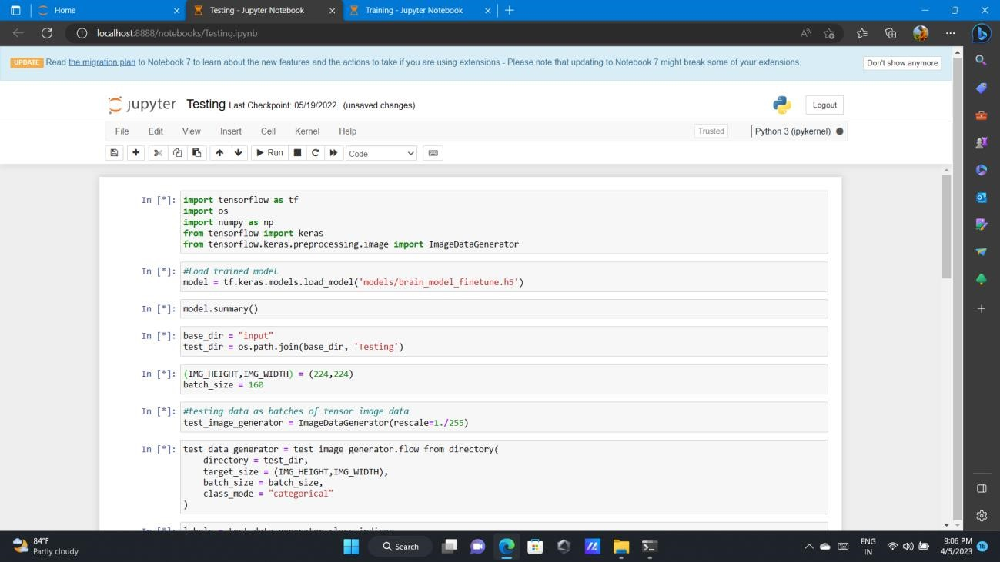 Home
Testing - Jupyter Notebook
Training - Jupyter Notebook
localhost:8888/notebooks/Testing.ipynb
UPDATE Read the migration plan to Notebook 7 to learn about the new features and the actions to take if you are using extensions - Please note that updating to Notebook 7 might break some of your extensions.
Don't show anymore
jupyter Testing Last Checkpoint: 05/19/2022 (unsaved changes)
Logout
File Edit View Insert Cell Kernel Help
Trusted
Python 3 (ipykernel)
Run
Code
In [*]: import tensorflow as tf
import os
import numpy as np
from tensorflow import keras
from tensorflow.keras.preprocessing.image import ImageDataGenerator
In [*]: #load trained model
model = tf.keras.models.load_model('models/brain_model_finetune.h5')
In [*]: model.summary()
In [*]: base_dir = "input"
test_dir = os.path.join(base_dir, 'Testing')
In [*]: (IMG_HEIGHT,IMG_WIDTH) = (224,224)
batch_size = 160
In [*]: #testing data as batches of tensor image data
test_image_generator = ImageDataGenerator(rescale=1./255)
In [*]: test_data_generator = test_image_generator.flow_from_directory(
directory = test_dir,
target_size = (IMG_HEIGHT,IMG_WIDTH),
batch_size = batch_size,
class_mode = "categorical"
)
In [*]: labels = test_data_generator.class_indices
84°F
Partly cloudy
Search
ENG
IN
9:06 PM
4/5/2023
16